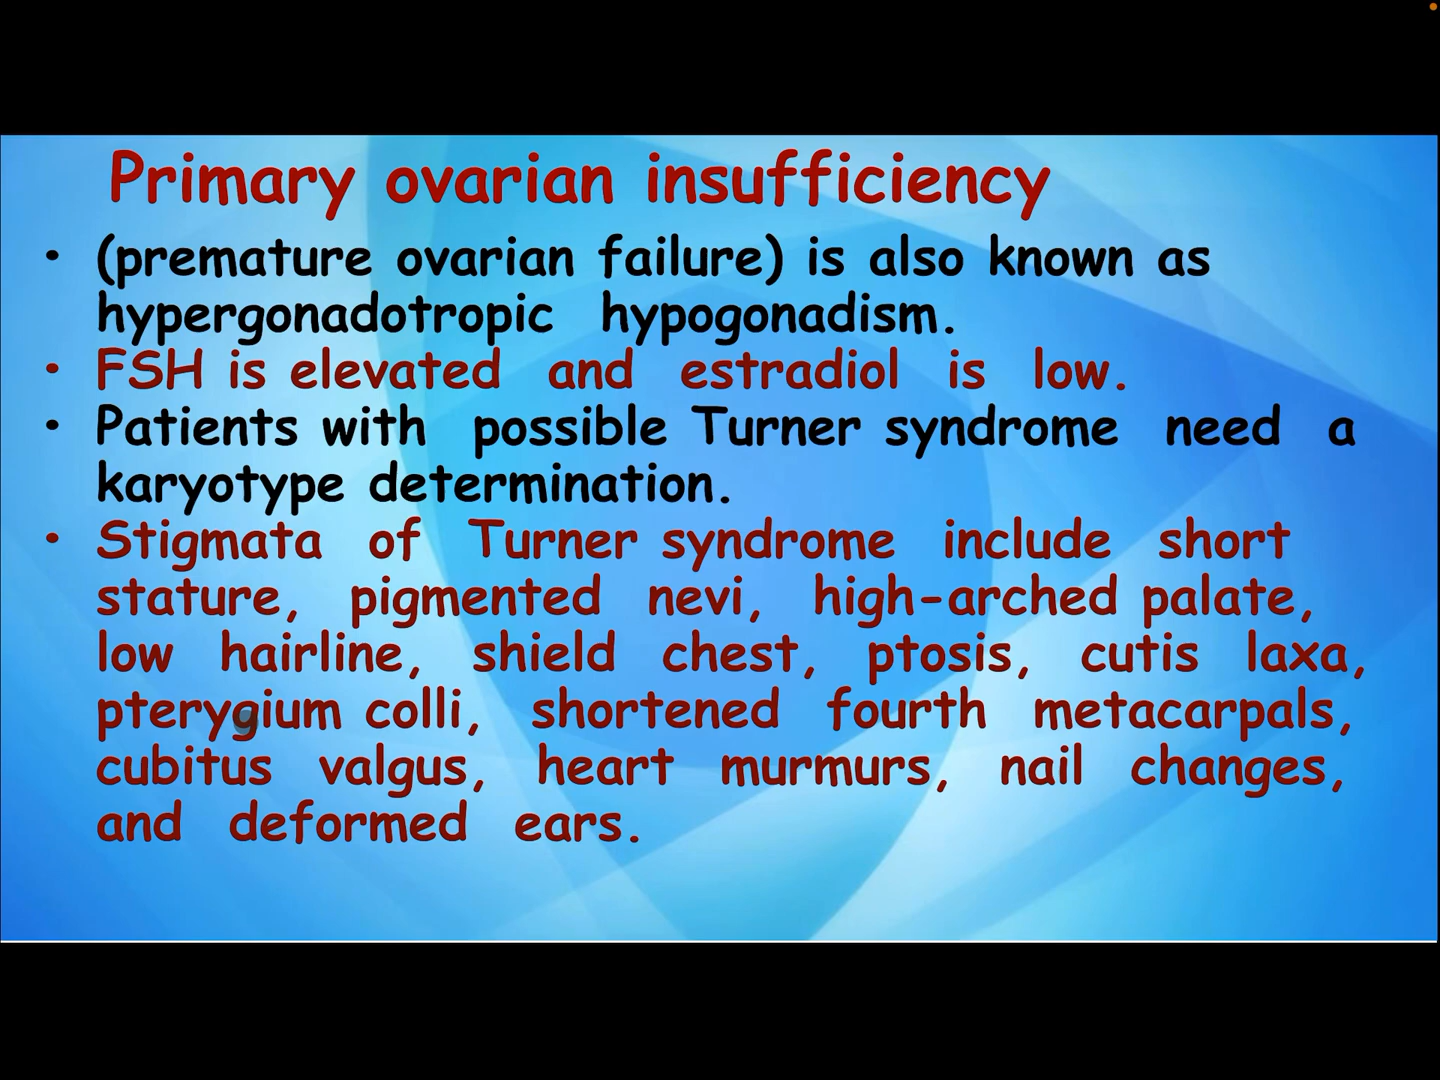 Primary ovarian insufficiency
• (premature ovarian failure) is also known as
hypergonadotropic hypogonadism.
• FSH is elevated and estradiol is low.
• Patients with possible Turner syndrome need a
karyotype determination.
• Stigmata of Turner syndrome include short
stature, pigmented nevi, high-arched palate,
low hairline, shield chest, ptosis, cutis laxa,
pterygium colli, shortened fourth metacarpals,
cubitus valgus, heart murmurs, nail changes,
and deformed ears.